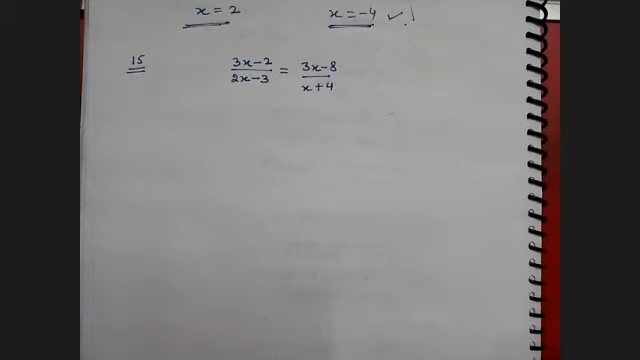 x = 2 x = -4 ✓
15 3x-2/2x-3 = 3x-8/x+4